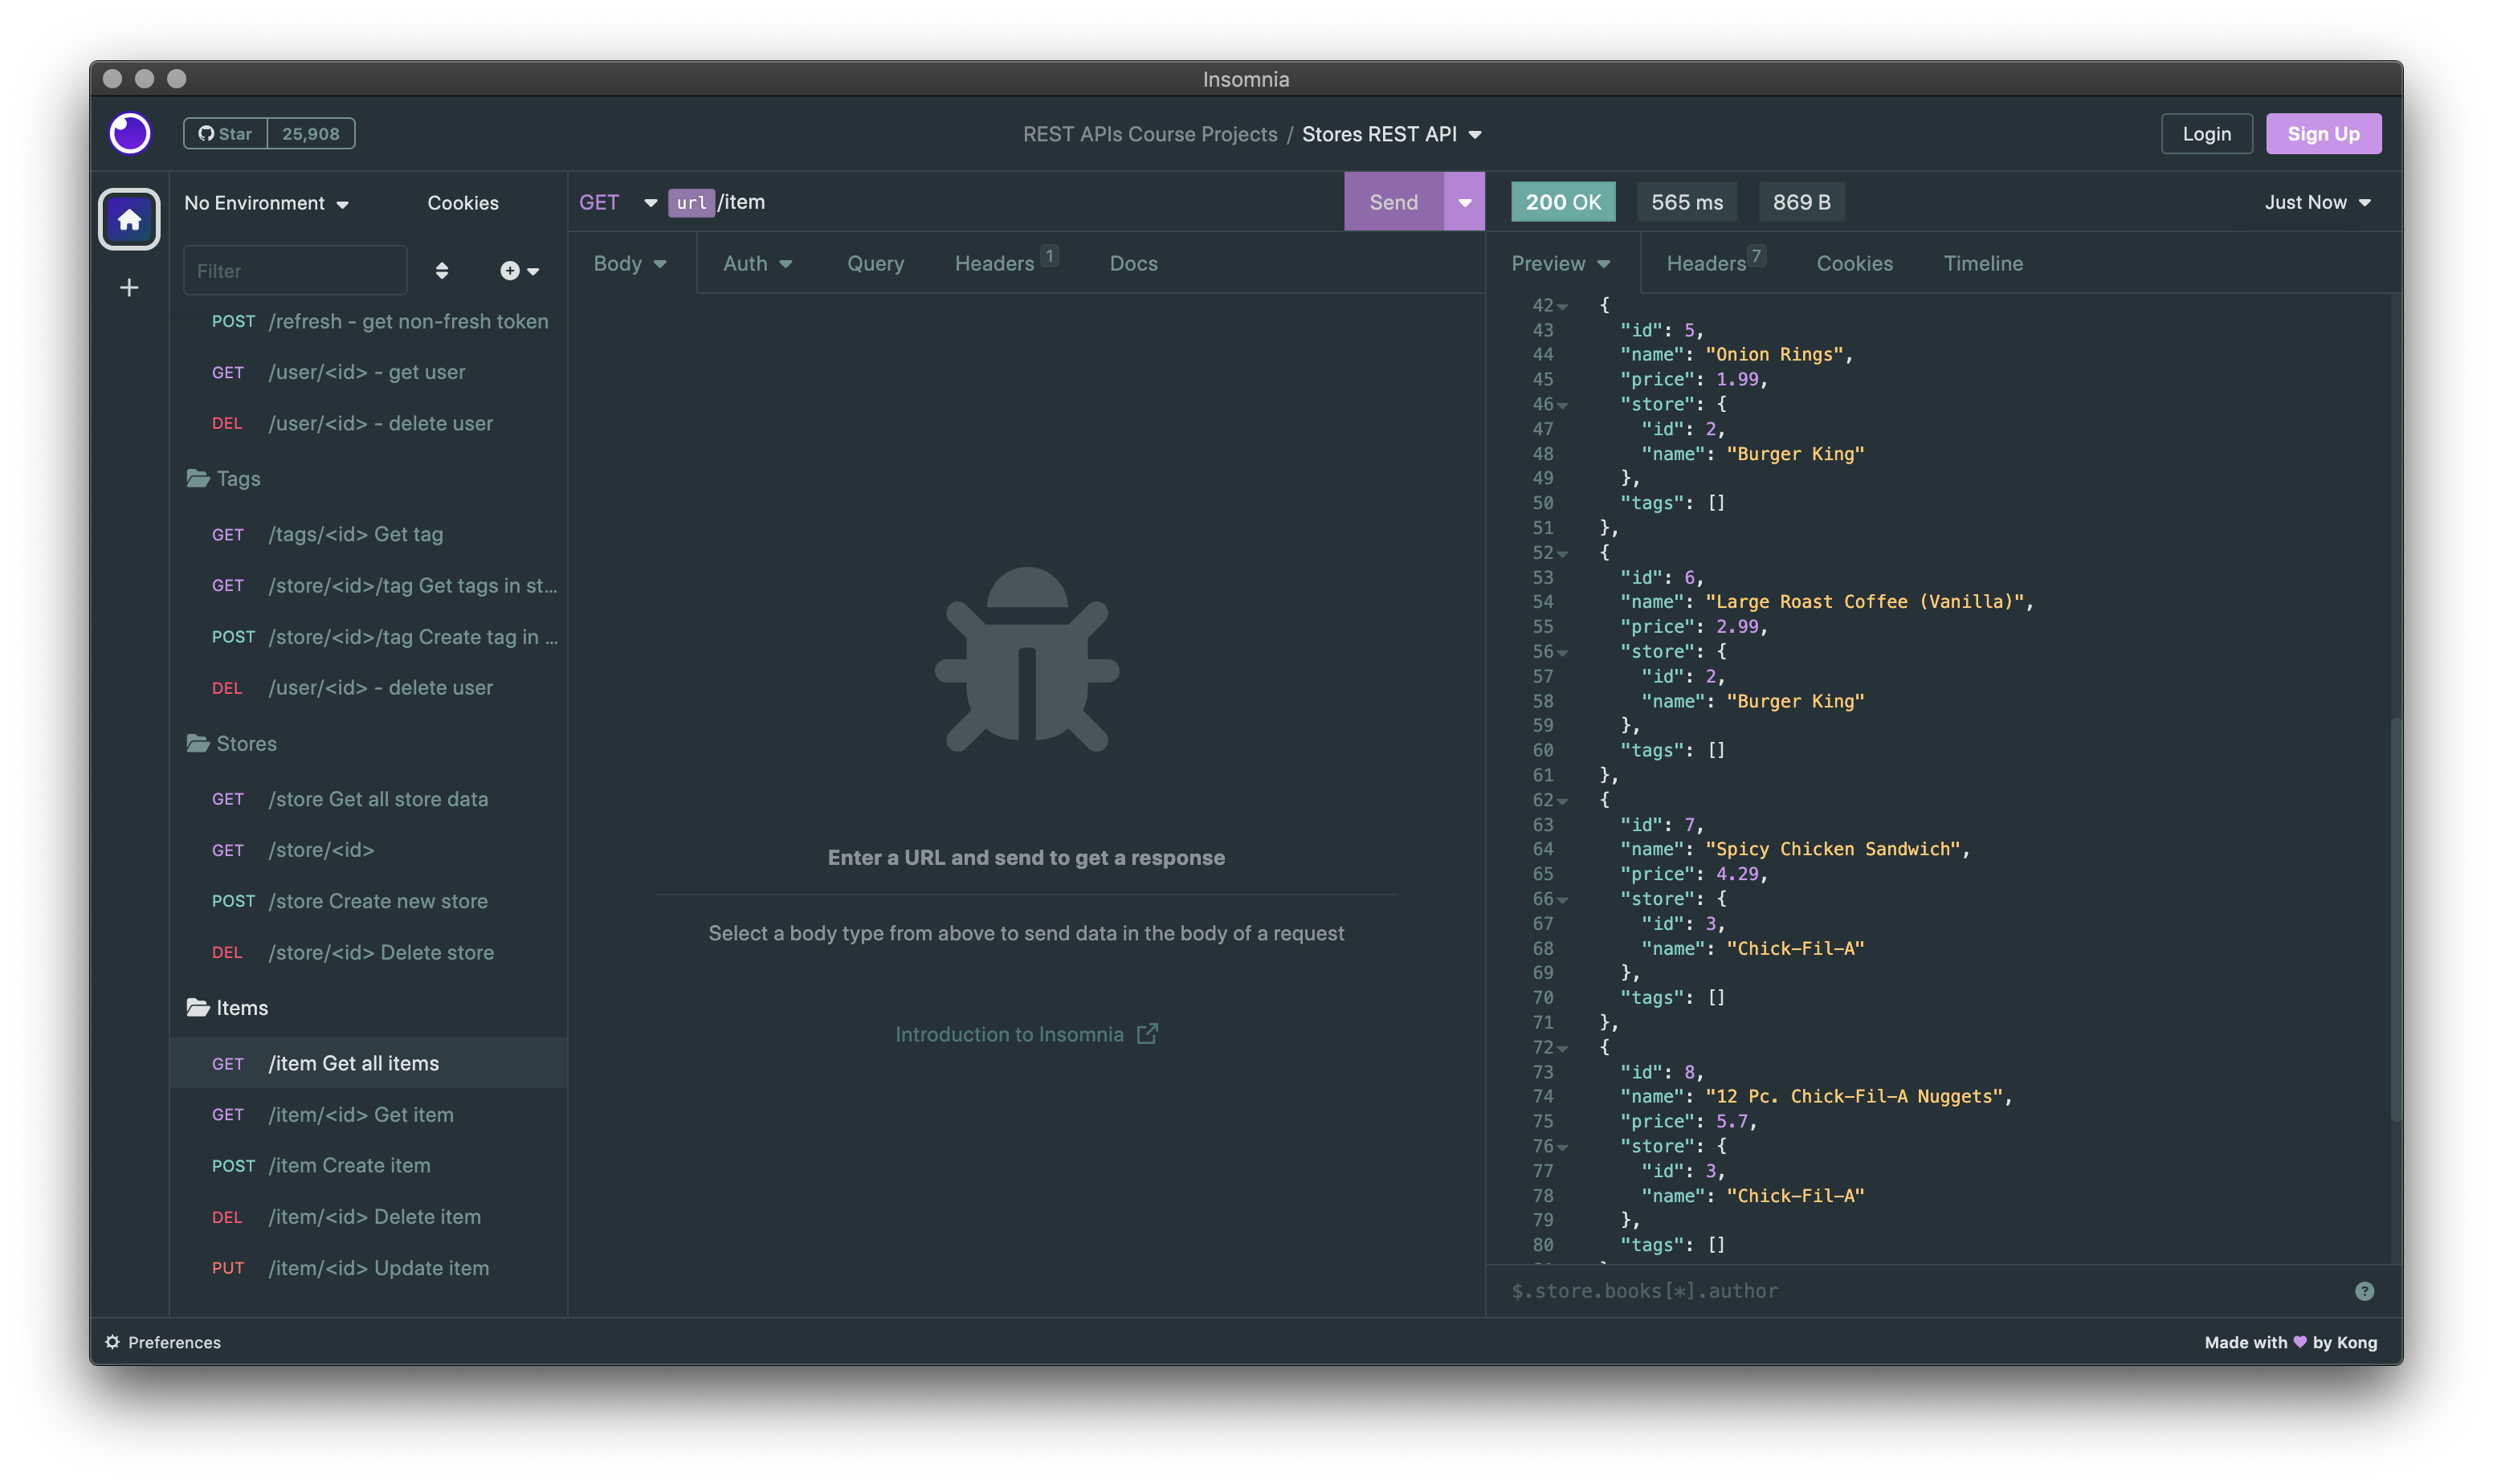 Insomnia
Star 25,908
REST APIs Course Projects / Stores REST API
Login
Sign Up
No Environment
Cookies
Filter
POST /refresh - get non-fresh token
GET /user/<id> - get user
DEL /user/<id> - delete user
Tags
GET /tags/<id> Get tag
GET /store/<id>/tag Get tags in st...
POST /store/<id>/tag Create tag in ...
DEL /user/<id> - delete user
Stores
GET /store Get all store data
GET /store/<id>
POST /store Create new store
DEL /store/<id> Delete store
Items
GET /item Get all items
GET /item/<id> Get item
POST /item Create item
DEL /item/<id> Delete item
PUT /item/<id> Update item
GET url /item
Send
Body
Auth
Query
Headers 1
Docs
Enter a URL and send to get a response
Select a body type from above to send data in the body of a request
Introduction to Insomnia
200 OK
565 ms
869 B
Just Now
Preview
Headers 7
Cookies
Timeline
42 {
43 "id": 5,
44 "name": "Onion Rings",
45 "price": 1.99,
46 "store": {
47 "id": 2,
48 "name": "Burger King"
49 },
50 "tags": []
51 },
52 {
53 "id": 6,
54 "name": "Large Roast Coffee (Vanilla)",
55 "price": 2.99,
56 "store": {
57 "id": 2,
58 "name": "Burger King"
59 },
60 "tags": []
61 },
62 {
63 "id": 7,
64 "name": "Spicy Chicken Sandwich",
65 "price": 4.29,
66 "store": {
67 "id": 3,
68 "name": "Chick-Fil-A"
69 },
70 "tags": []
71 },
72 {
73 "id": 8,
74 "name": "12 Pc. Chick-Fil-A Nuggets",
75 "price": 5.7,
76 "store": {
77 "id": 3,
78 "name": "Chick-Fil-A"
79 },
80 "tags": []
$.store.books[*].author
?
Preferences
Made with ♥ by Kong